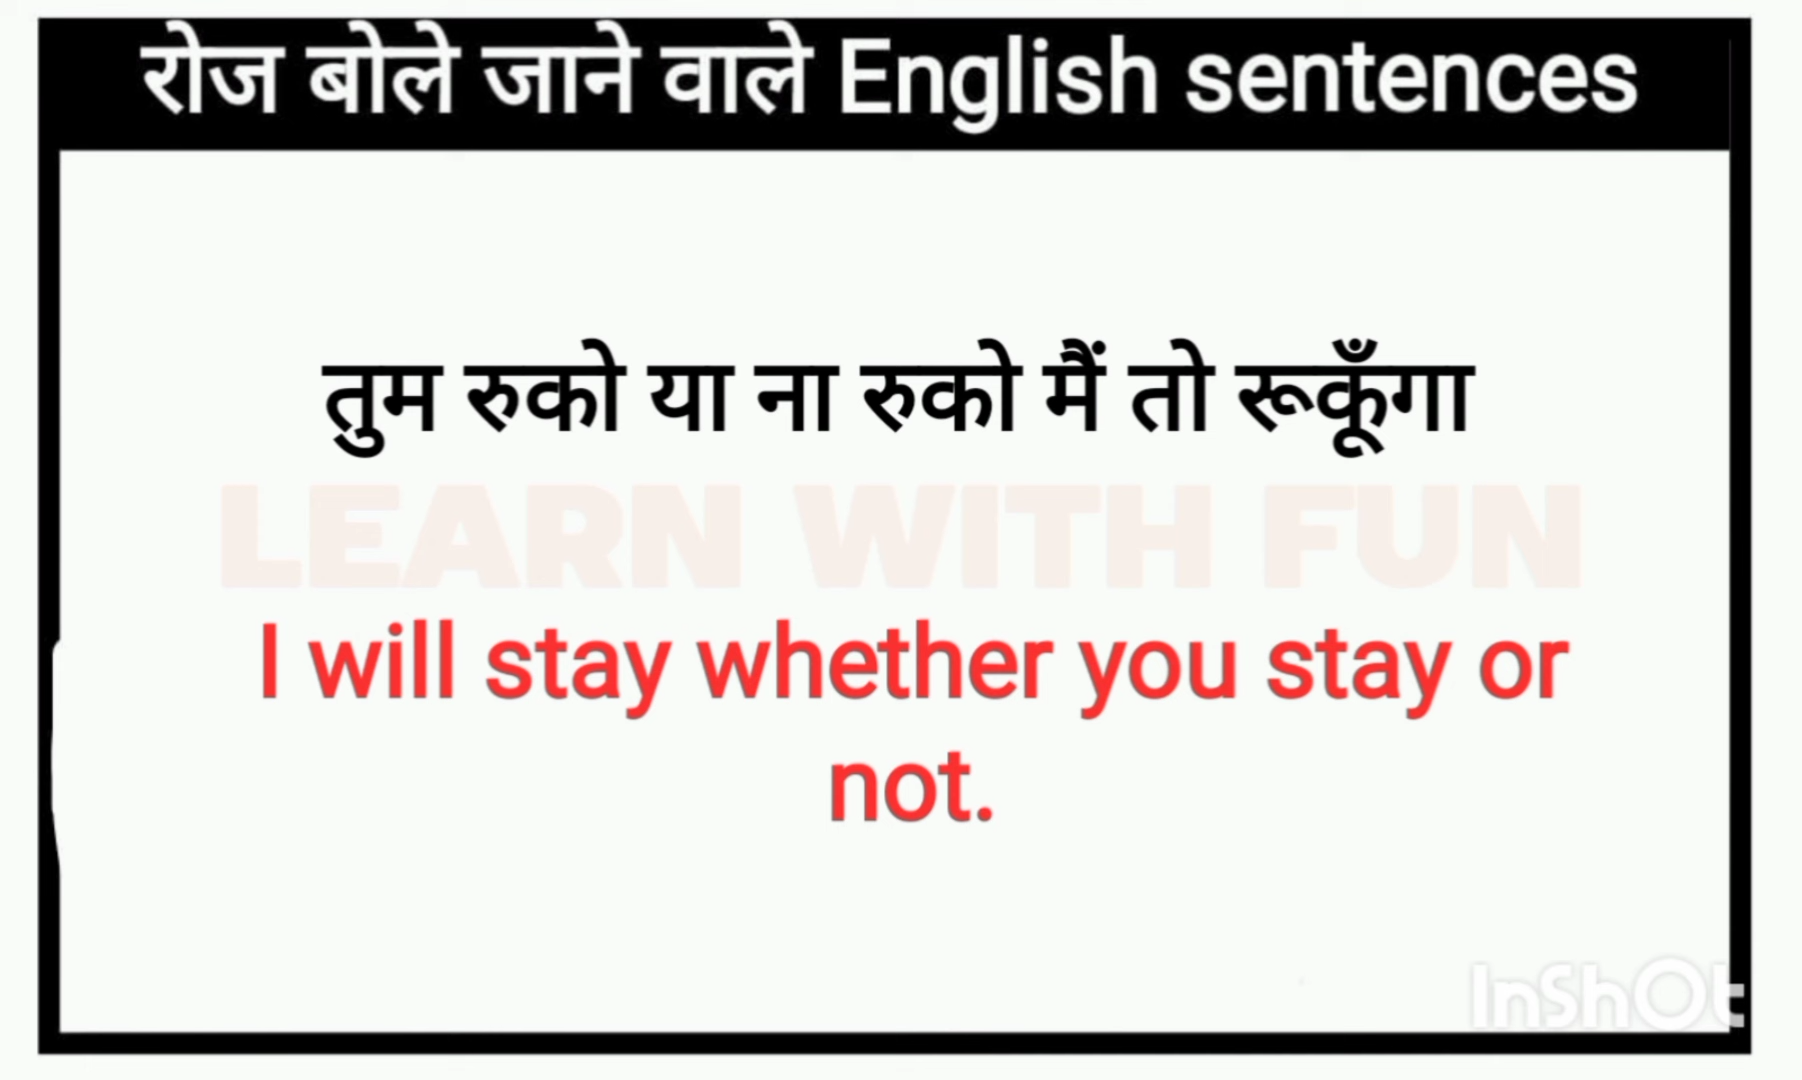 रोज बोले जाने वाले English sentences
तुम रुको या ना रुको मैं तो रूकूँगा
LEARN WITH FUN
I will stay whether you stay or
not.
InShOt